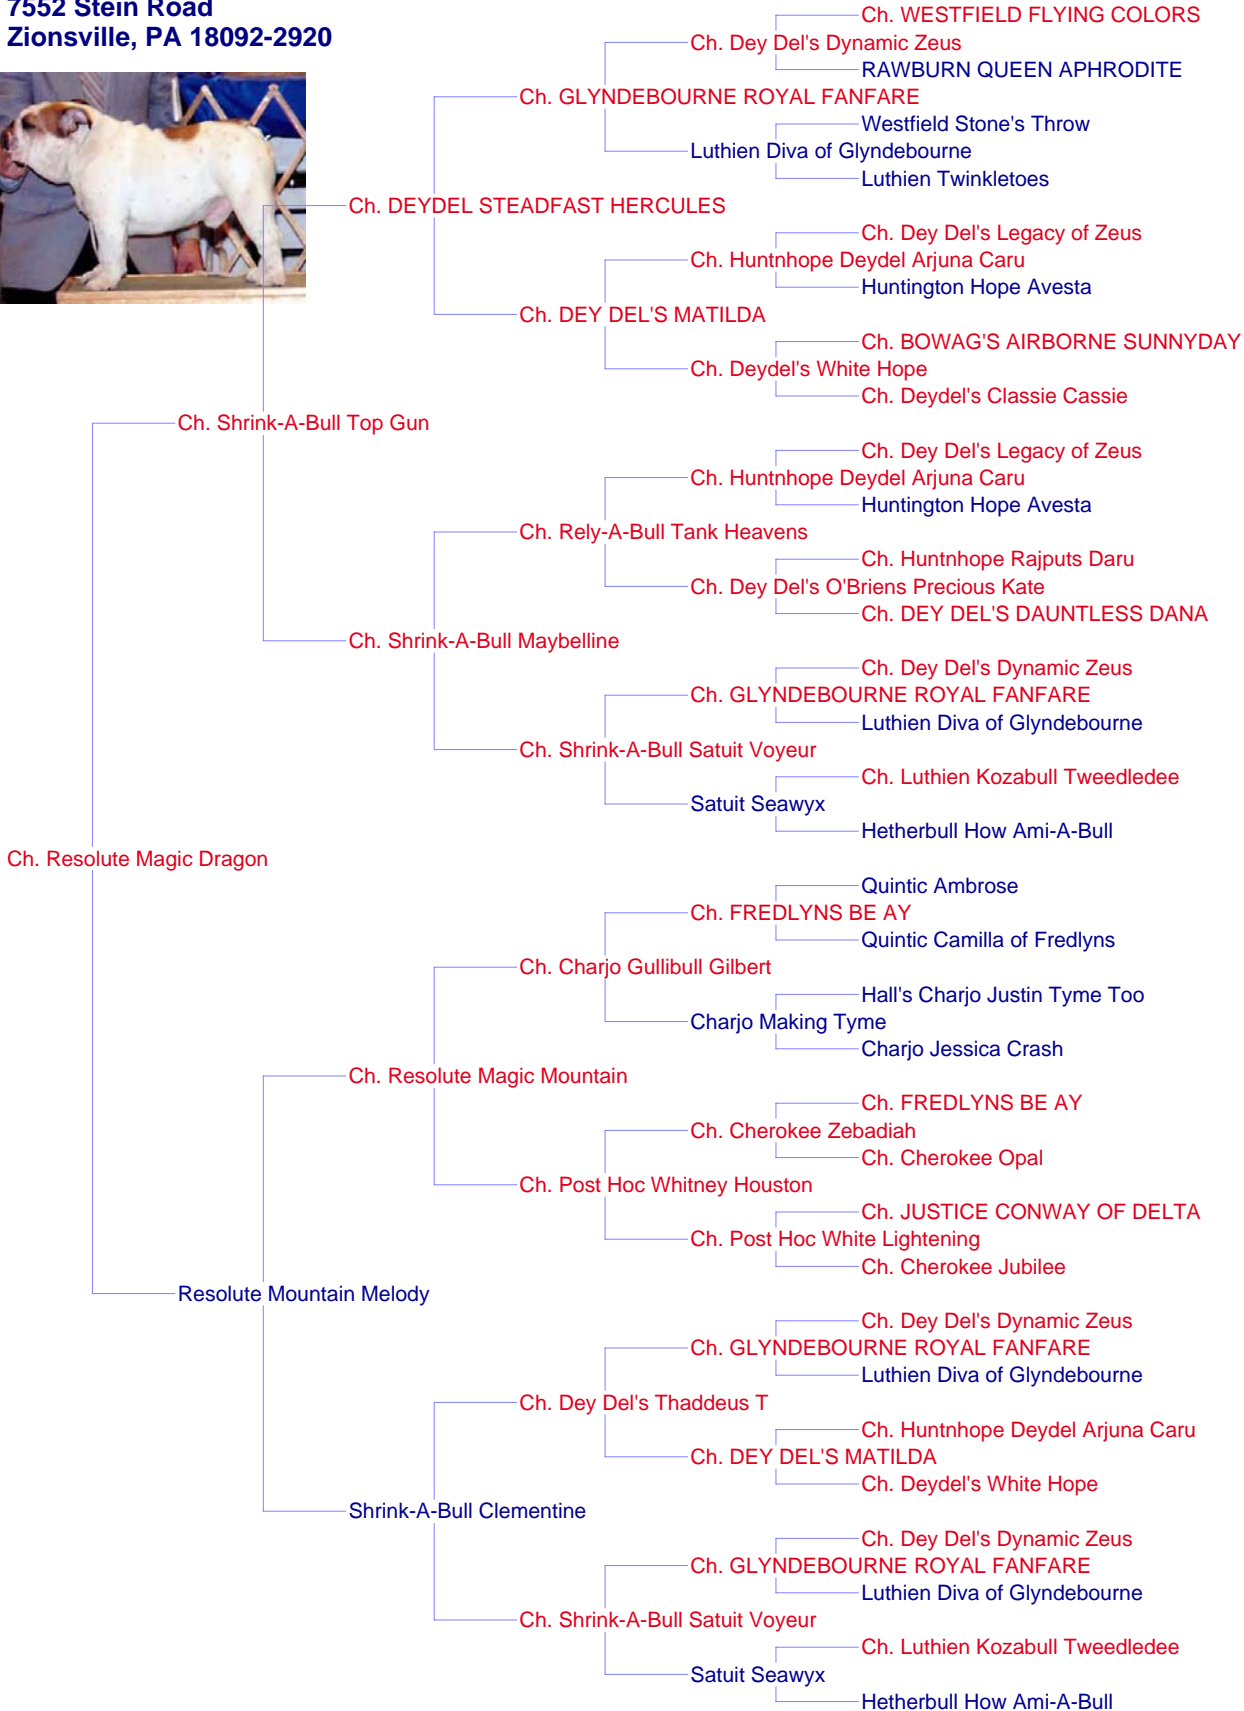 7552 Stein Road
Zionsville, PA 18092-2920
Ch. WESTFIELD FLYING COLORS
Ch. Dey Del's Dynamic Zeus
RAWBURN QUEEN APHRODITE
Ch. GLYNDEBOURNE ROYAL FANFARE
Westfield Stone's Throw
Luthien Diva of Glyndebourne
Luthien Twinkletoes
Ch. DEYDEL STEADFAST HERCULES
Ch. Dey Del's Legacy of Zeus
Ch. Huntnhope Deydel Arjuna Caru
Huntington Hope Avesta
Ch. DEY DEL'S MATILDA
Ch. BOWAG'S AIRBORNE SUNNYDAY
Ch. Deydel's White Hope
Ch. Deydel's Classie Cassie
Ch. Shrink-A-Bull Top Gun
Ch. Dey Del's Legacy of Zeus
Ch. Huntnhope Deydel Arjuna Caru
Huntington Hope Avesta
Ch. Rely-A-Bull Tank Heavens
Ch. Huntnhope Rajputs Daru
Ch. Dey Del's O'Briens Precious Kate
Ch. DEY DEL'S DAUNTLESS DANA
Ch. Shrink-A-Bull Maybelline
Ch. Dey Del's Dynamic Zeus
Ch. GLYNDEBOURNE ROYAL FANFARE
Luthien Diva of Glyndebourne
Ch. Shrink-A-Bull Satuit Voyeur
Ch. Luthien Kozabull Tweedledee
Satuit Seawyx
Hetherbull How Ami-A-Bull
Ch. Resolute Magic Dragon
Quintic Ambrose
Ch. FREDLYNS BE AY
Quintic Camilla of Fredlyns
Ch. Charjo Gullibull Gilbert
Hall's Charjo Justin Tyme Too
Charjo Making Tyme
Charjo Jessica Crash
Ch. Resolute Magic Mountain
Ch. FREDLYNS BE AY
Ch. Cherokee Zebadiah
Ch. Cherokee Opal
Ch. Post Hoc Whitney Houston
Ch. JUSTICE CONWAY OF DELTA
Ch. Post Hoc White Lightening
Ch. Cherokee Jubilee
Resolute Mountain Melody
Ch. Dey Del's Dynamic Zeus
Ch. GLYNDEBOURNE ROYAL FANFARE
Luthien Diva of Glyndebourne
Ch. Dey Del's Thaddeus T
Ch. Huntnhope Deydel Arjuna Caru
Ch. DEY DEL'S MATILDA
Ch. Deydel's White Hope
Shrink-A-Bull Clementine
Ch. Dey Del's Dynamic Zeus
Ch. GLYNDEBOURNE ROYAL FANFARE
Luthien Diva of Glyndebourne
Ch. Shrink-A-Bull Satuit Voyeur
Ch. Luthien Kozabull Tweedledee
Satuit Seawyx
Hetherbull How Ami-A-Bull